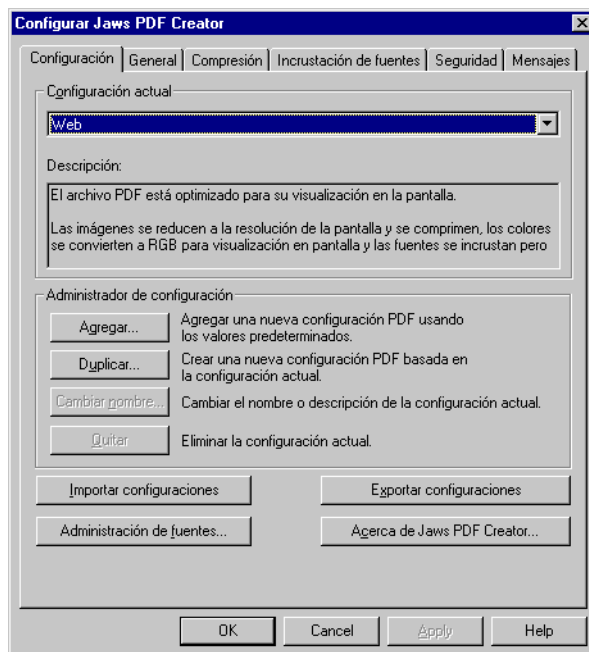 Configurar Jaws PDF Creator
Configuración General Compresión Incrustación de fuentes Seguridad Mensajes
Configuración actual
Web
Descripción:
El archivo PDF está optimizado para su visualización en la pantalla.
Las imágenes se reducen a la resolución de la pantalla y se comprimen, los colores
se convierten a RGB para visualización en pantalla y las fuentes se incrustan pero
Administrador de configuración
Agregar...
Agregar una nueva configuración PDF usando
los valores predeterminados.
Duplicar...
Crear una nueva configuración PDF basada en
la configuración actual.
Cambiar nombre...
Cambiar el nombre o descripción de la configuración actual.
Quitar
Eliminar la configuración actual.
Importar configuraciones
Exportar configuraciones
Administración de fuentes...
Acerca de Jaws PDF Creator...
OK
Cancel
Apply
Help